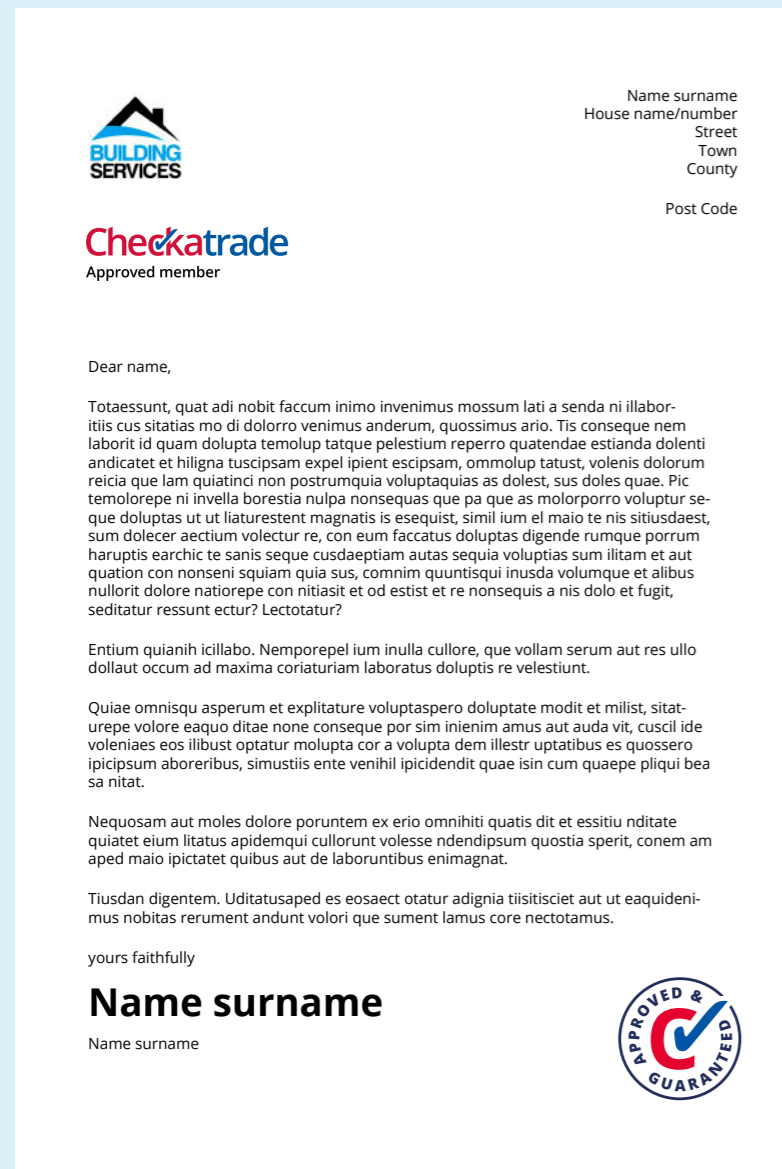 BUILDING
SERVICES
Name surname
House name/number
Street
Town
County
Post Code
Checkatrade
Approved member
Dear name,
Totaessunt, quat adi nobit faccum inimo invenimus mossum lati a senda ni illabor-
itiis cus sitatias mo di dolorro venimus anderum, quossimus ario. Tis conseque nem
laborit id quam dolupta temolup tatque pelestium reperro quatendae estianda dolenti
andicatet et hiligna tuscipsam expel ipient escipsam, ommolup tatust, volenis dolorum
reicia que lam quiatinci non postrumquia voluptaquias as dolest, sus doles quae. Pic
temolorepe ni invella borestia nulpa nonsequas que pa que as molorporro voluptur se-
que doluptas ut ut liaturestent magnatis is esequist, simil ium el maio te nis sitiusdaest,
sum dolecer aectium volectur re, con eum faccatus doluptas digende rumque porrum
haruptis earchic te sanis seque cusdaeptiam autas sequia voluptias sum ilitam et aut
quation con nonseni squiam quia sus, comnim quuntisqui inusda volumque et alibus
nullorit dolore natiorepe con nitiasit et od estist et re nonsequis a nis dolo et fugit,
seditatur ressunt ectur? Lectotatur?
Entium quianih icillabo. Nemporepel ium inulla cullore, que vollam serum aut res ullo
dollaut occum ad maxima coriaturiam laboratus doluptis re velestiunt.
Quiae omnisqu asperum et explitature voluptaspero doluptate modit et milist, sitat-
urepe volore eaquo ditae none conseque por sim inienim amus aut auda vit, cuscil ide
voleniaes eos ilibust optatur molupta cor a volupta dem illestr uptatibus es quossero
ipicipsum aboreribus, simustiis ente venihil ipicidendit quae isin cum quaepe pliqui bea
sa nitat.
Nequosam aut moles dolore poruntem ex erio omnihiti quatis dit et essitiu nditate
quiatet eium litatus apidemqui cullorunt volesse ndendipsum quostia sperit, conem am
aped maio ipictatet quibus aut de laboruntibus enimagnat.
Tiusdan digentem. Uditatusaped es eosaect otatur adignia tiisitisciet aut ut eaquideni-
mus nobitas rerument andunt volori que sument lamus core nectotamus.
yours faithfully
Name surname
Name surname
APPROVED &
GUARANTEED